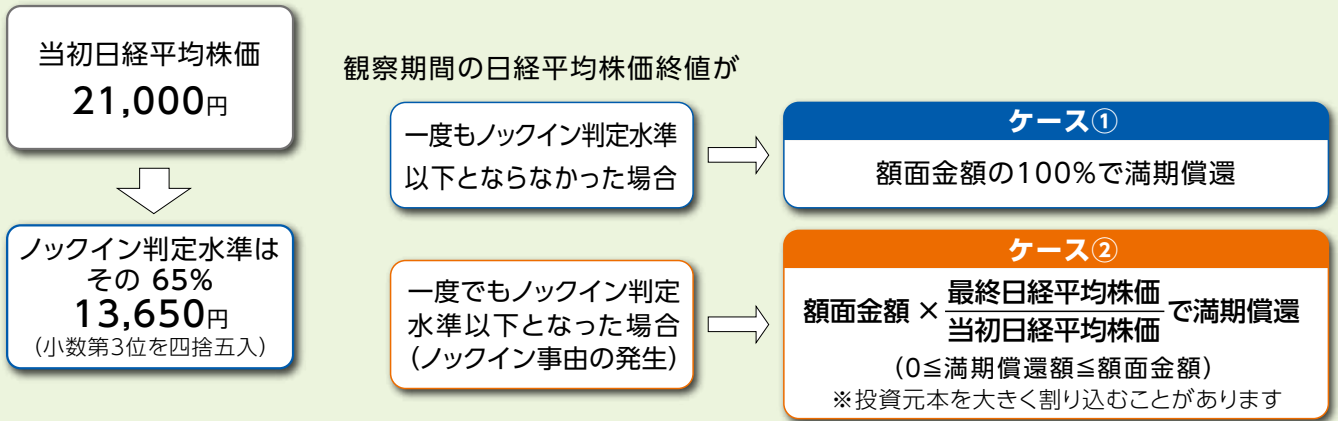 当初日経平均株価
21,000円
ノックイン判定水準は
その 65%
13,650円
(小数第3位を四捨五入)
観察期間の日経平均株価終値が
一度もノックイン判定水準
以下とならなかった場合
ケース①
額面金額の100%で満期償還
一度でもノックイン判定
水準以下となった場合
(ノックイン事由の発生)
ケース②
額面金額 × 最終日経平均株価
当初日経平均株価 で満期償還
(0≦満期償還額≦額面金額)
※投資元本を大きく割り込むことがあります